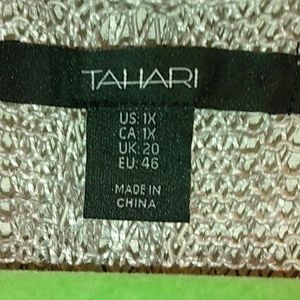 TAHARI
US: 1X
CA: 1X
UK: 20
EU: 46
MADE IN
CHINA